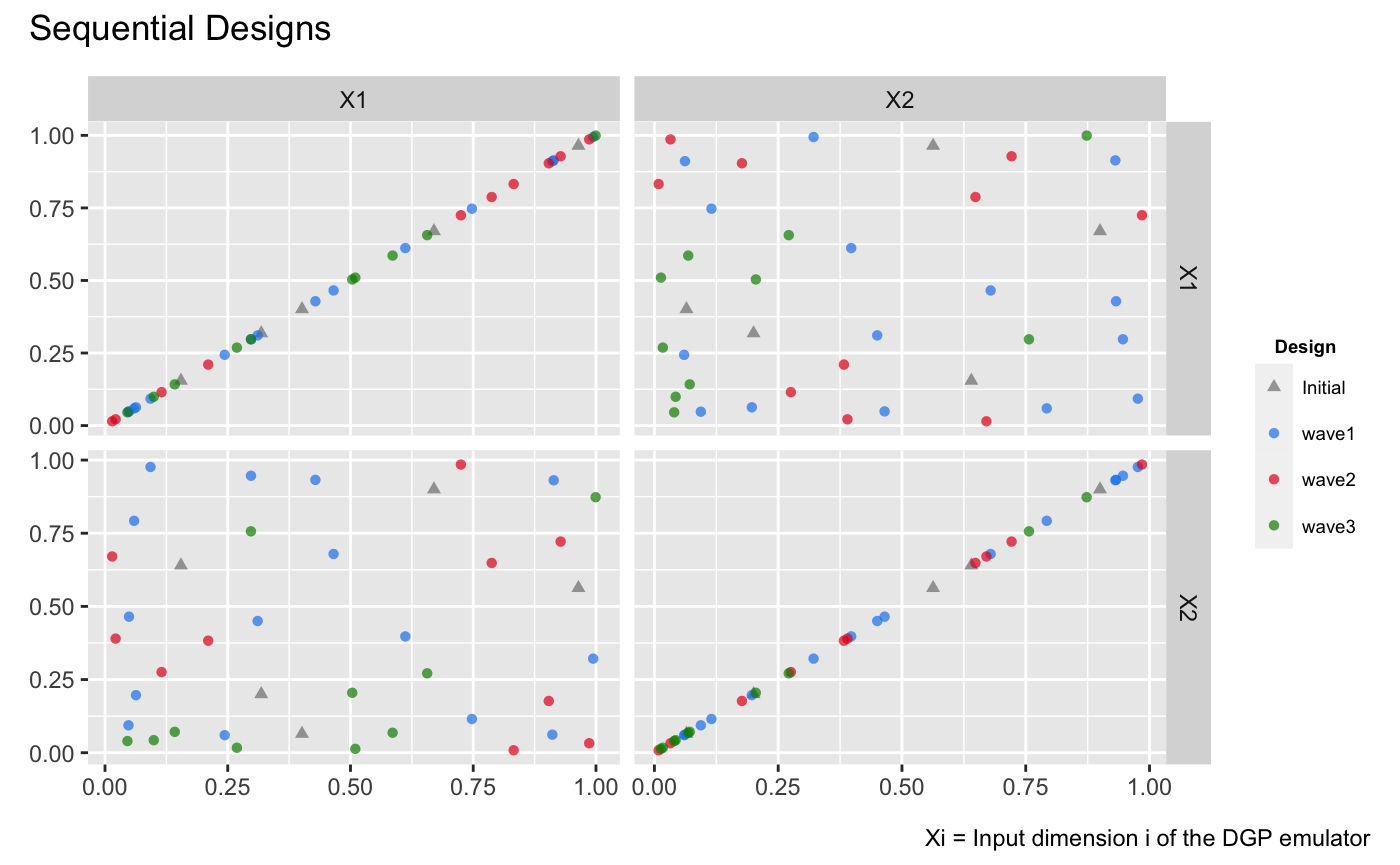 Sequential Designs
X1
X2
1.00
0.75
0.50
0.25
0.00
X1
1.00
0.75
0.50
0.25
0.00
X2
0.00 0.25 0.50 0.75 1.00
0.00 0.25 0.50 0.75 1.00
Design
Initial
wave1
wave2
wave3
Xi = Input dimension i of the DGP emulator